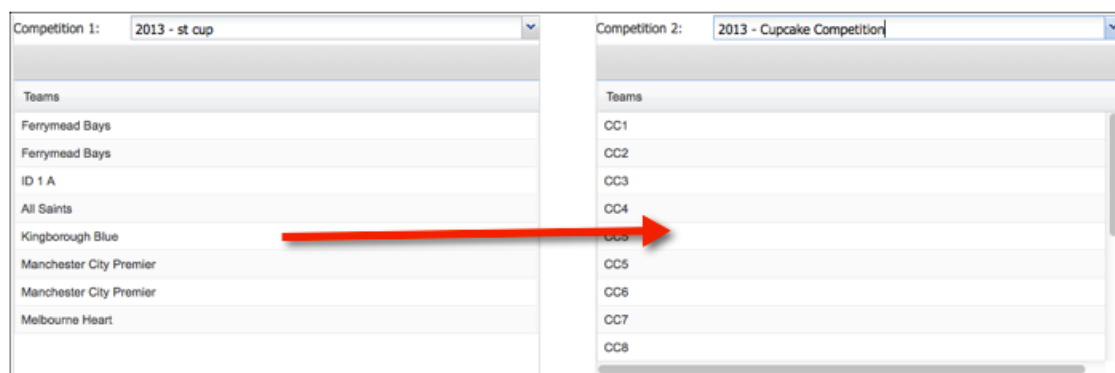 Competition 1: 2013 - st cup
Teams
Ferrymead Bays
Ferrymead Bays
ID 1 A
All Saints
Kingborough Blue
Manchester City Premier
Manchester City Premier
Melbourne Heart
Competition 2: 2013 - Cupcake Competition
Teams
CC1
CC2
CC3
CC4
CC5
CC5
CC6
CC7
CC8